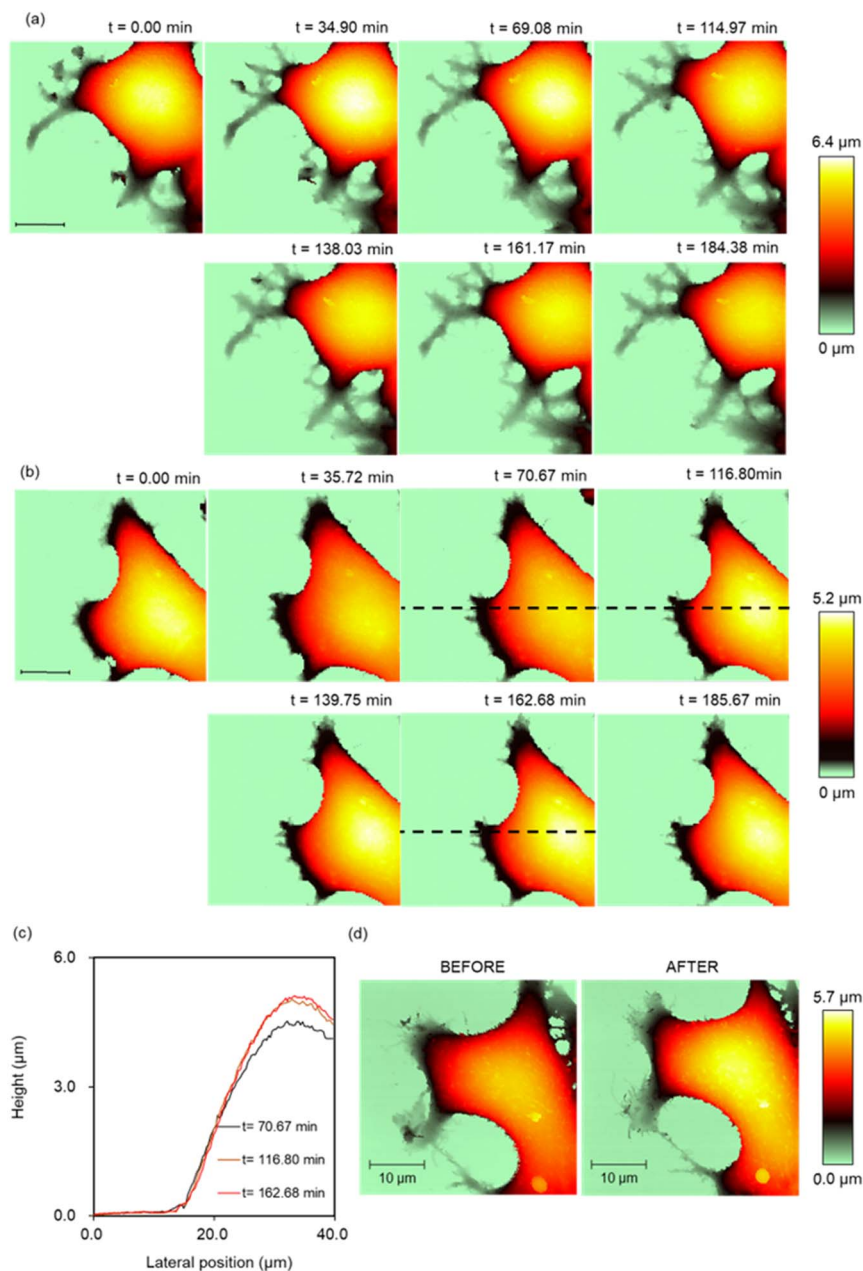 (a)
t = 0.00 min
t = 34.90 min
t = 69.08 min
t = 114.97 min
6.4 µm
0 µm
t = 138.03 min
t = 161.17 min
t = 184.38 min
(b)
t = 0.00 min
t = 35.72 min
t = 70.67 min
t = 116.80min
5.2 µm
0 µm
t = 139.75 min
t = 162.68 min
t = 185.67 min
(c)
6.0
3.0
0.0
Height (µm)
t= 70.67 min
t= 116.80 min
t= 162.68 min
0.0
20.0
40.0
Lateral position (µm)
(d)
BEFORE
AFTER
10 µm
10 µm
5.7 µm
0.0 µm